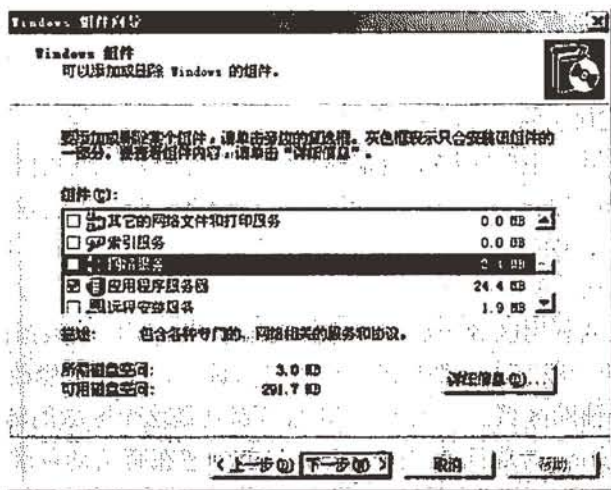 Windows 组件向导
Windows 组件
可以添加或删除 Windows 的组件。
要添加或删除某个组件，请单击旁边的复选框。灰色框表示只会安装该组件的
一部分。要查看组件内容，请单击“详细信息”。
组件(C):
其它的网络文件和打印服务 0.0 MB
索引服务 0.0 MB
网络服务 2.4 MB
应用程序服务器 24.4 MB
远程安装服务 1.9 MB
描述: 包含各种专门的、网络相关的服务和协议。
所需磁盘空间: 3.0 MB
可用磁盘空间: 291.7 MB
详细信息(D)...
< 上一步(B) 下一步(N) > 取消 帮助